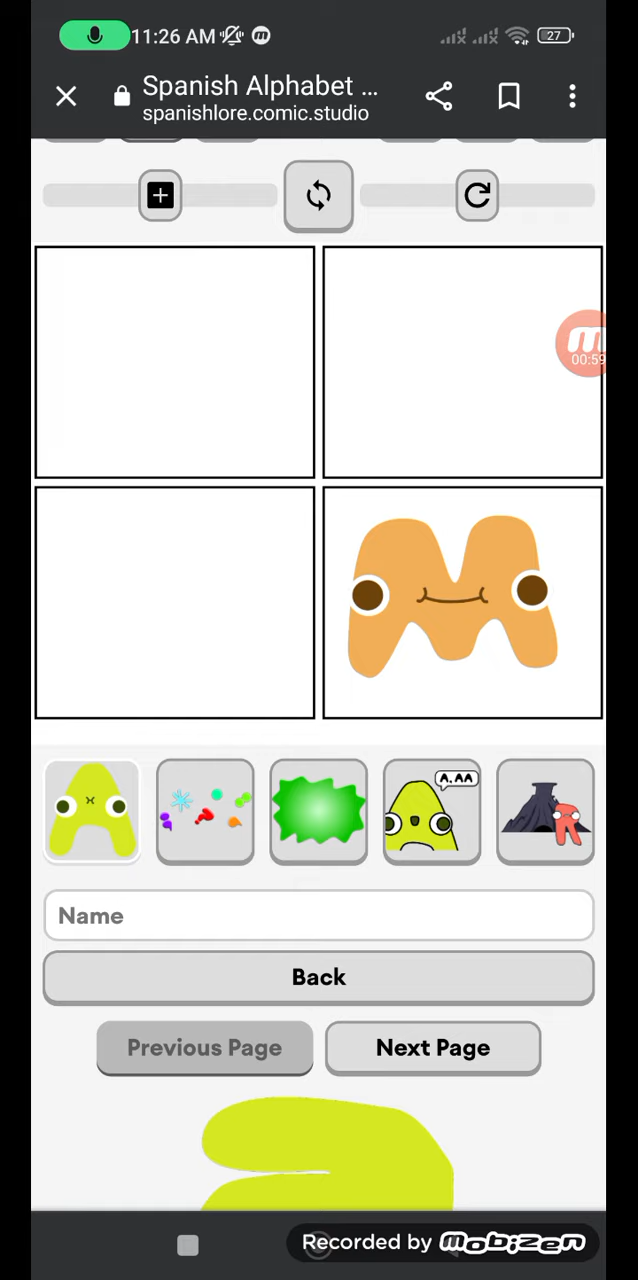 11:26 AM
27
Spanish Alphabet ...
spanishlore.comic.studio
00:59
A.AA
Name
Back
Previous Page
Next Page
Recorded by mobizen